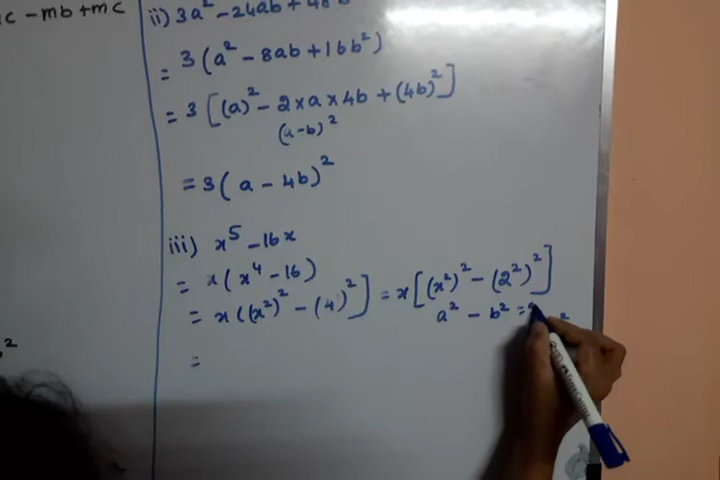 c - mb + mc
ii) 3a² - 24ab + 48b
= 3(a² - 8ab + 16b²)
= 3[(a)² - 2×a×4b + (4b)²]
(a-b)²
= 3(a - 4b)²
iii) x⁵ - 16x
= x(x⁴ - 16)
= x((x²)² - (4)²] = x[(x²)² - (2²)²]
a² - b² =
=